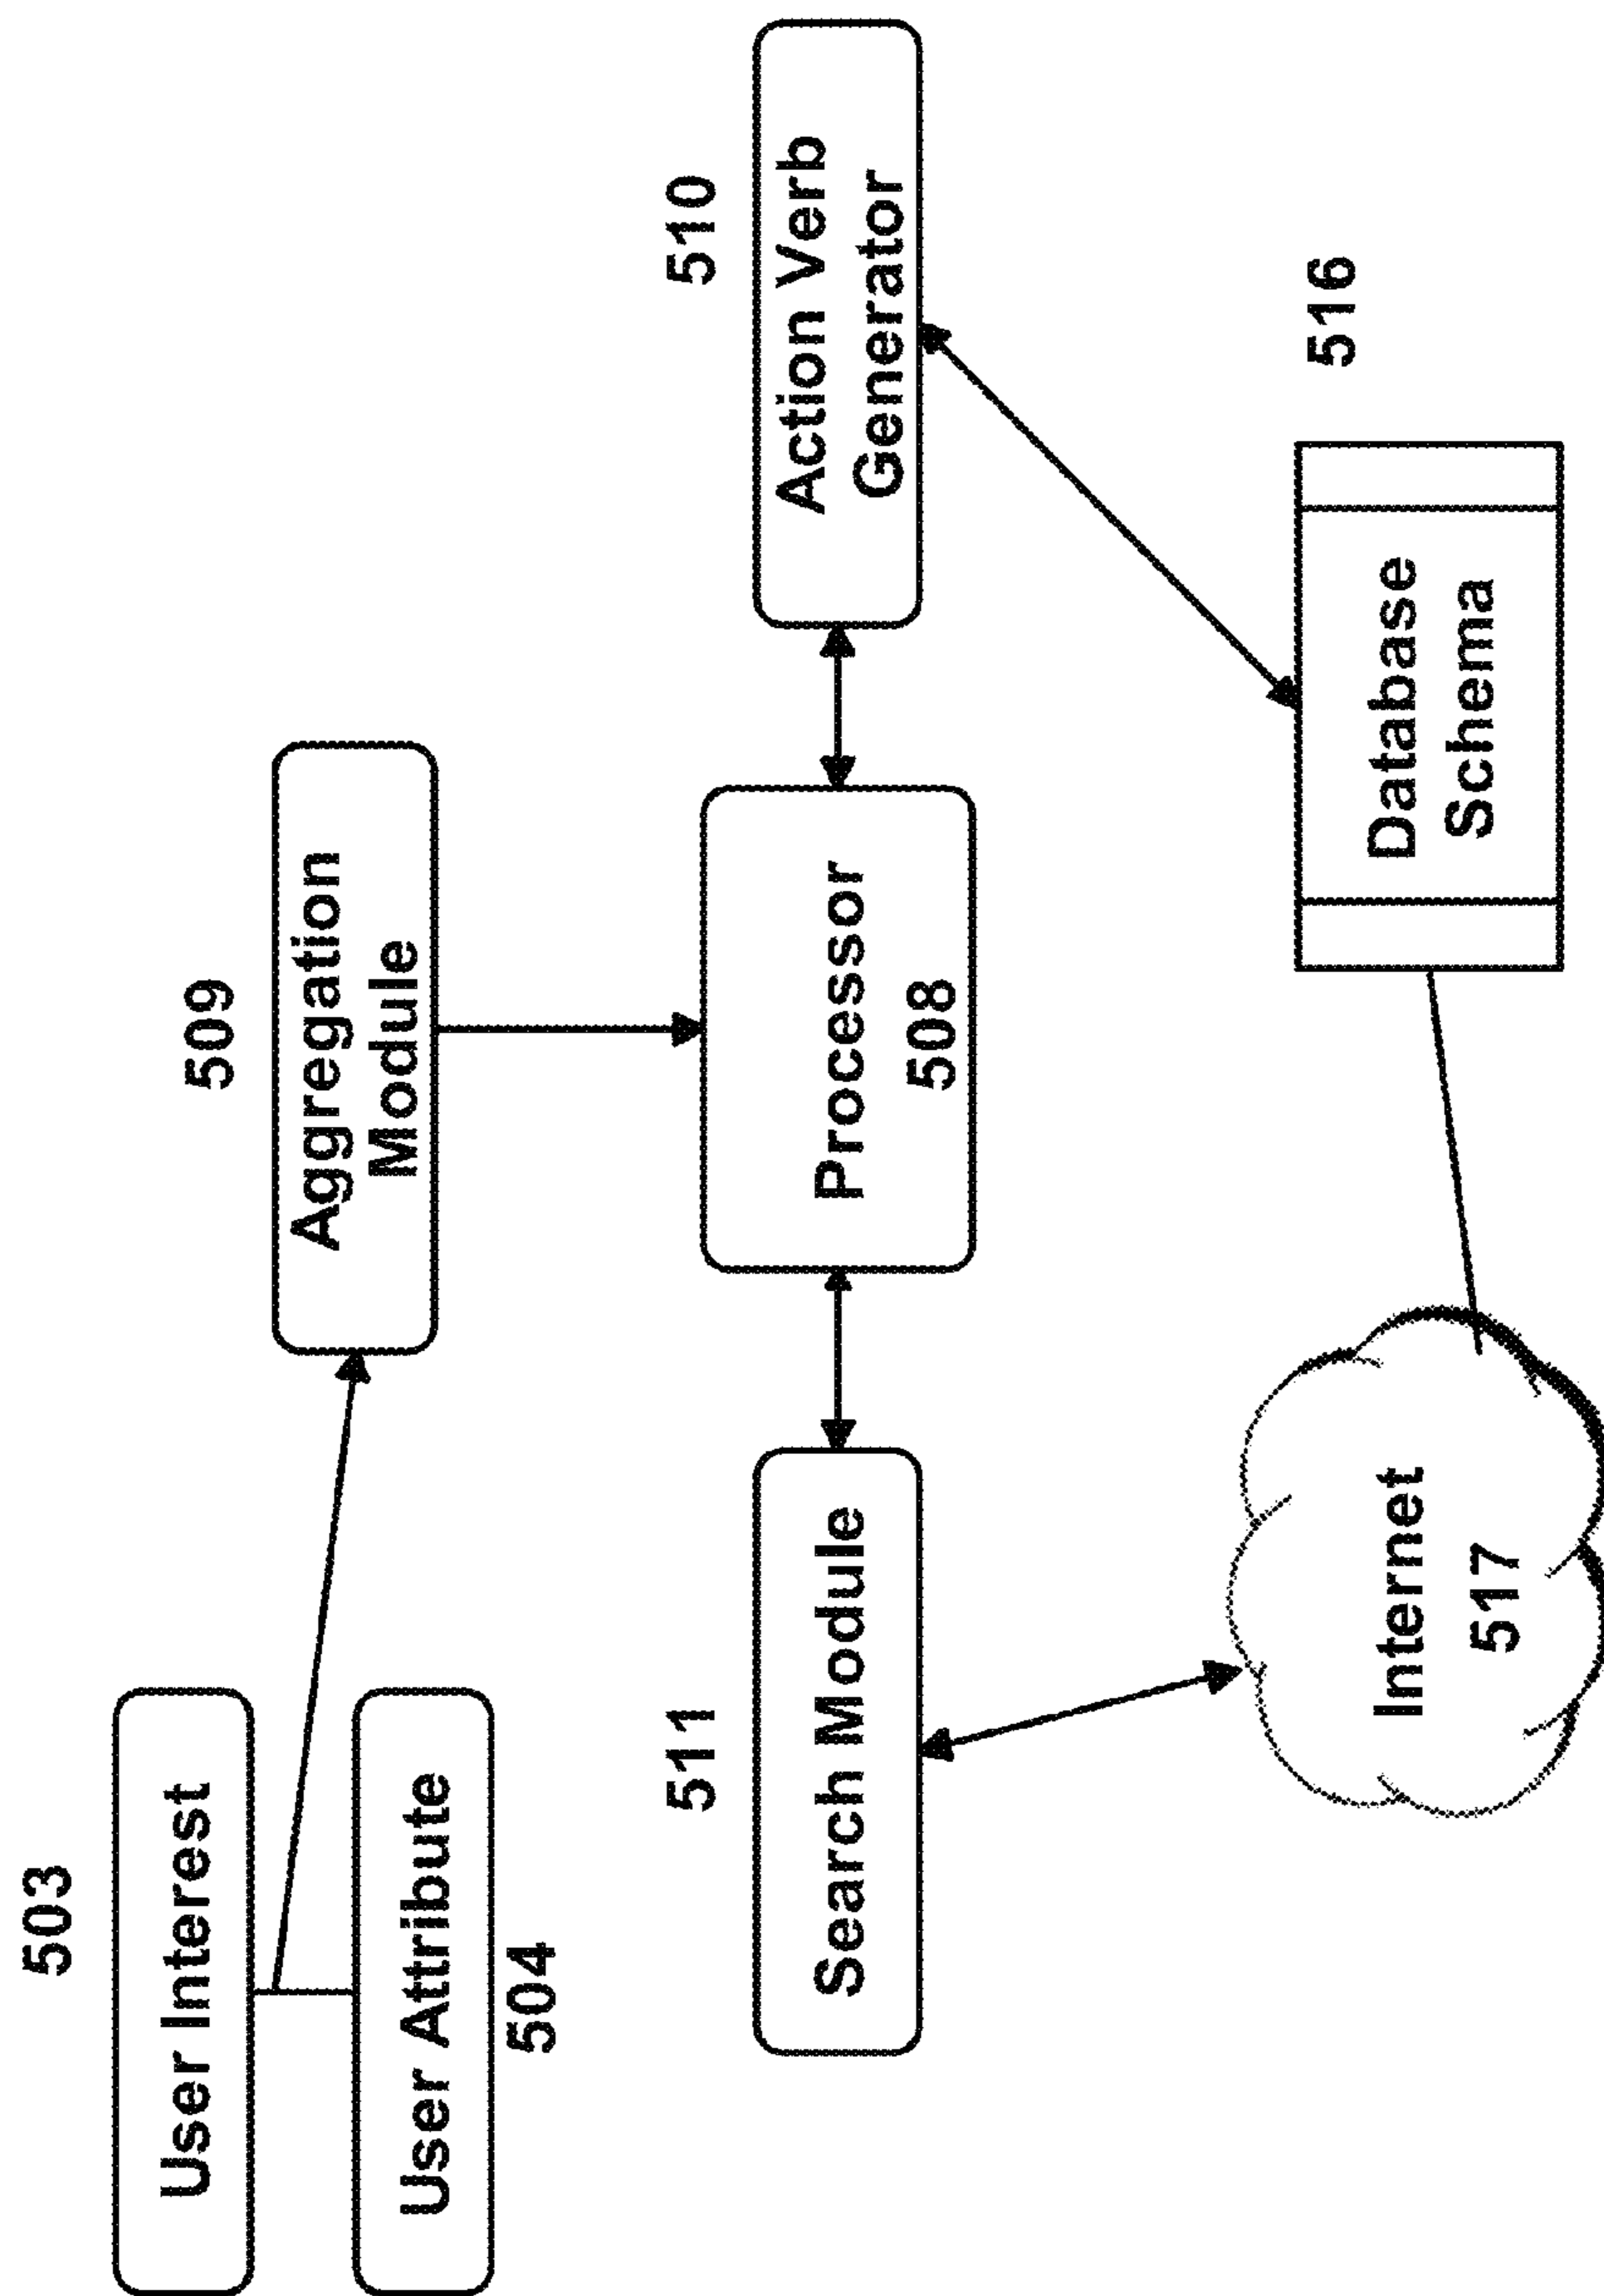 503
User Interest
User Attribute
504
509
Aggregation
Module
511
Search Module
Processor
508
510
Action Verb
Generator
Internet
517
Database
Schema
516